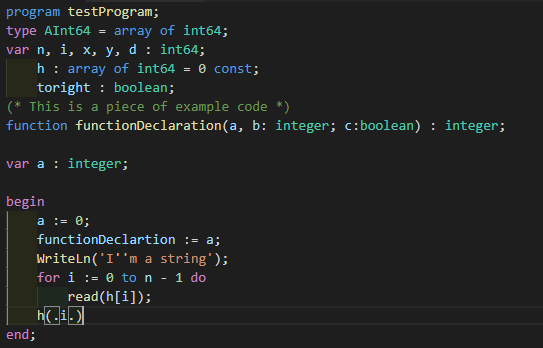 program testProgram;
type AInt64 = array of int64;
var n, i, x, y, d : int64;
    h : array of int64 = 0 const;
    toright : boolean;
(* This is a piece of example code *)
function functionDeclaration(a, b: integer; c:boolean) : integer;
var a : integer;
begin
    a := 0;
    functionDeclartion := a;
    WriteLn('I''m a string');
    for i := 0 to n - 1 do
        read(h[i]);
    h(.i.)
end;